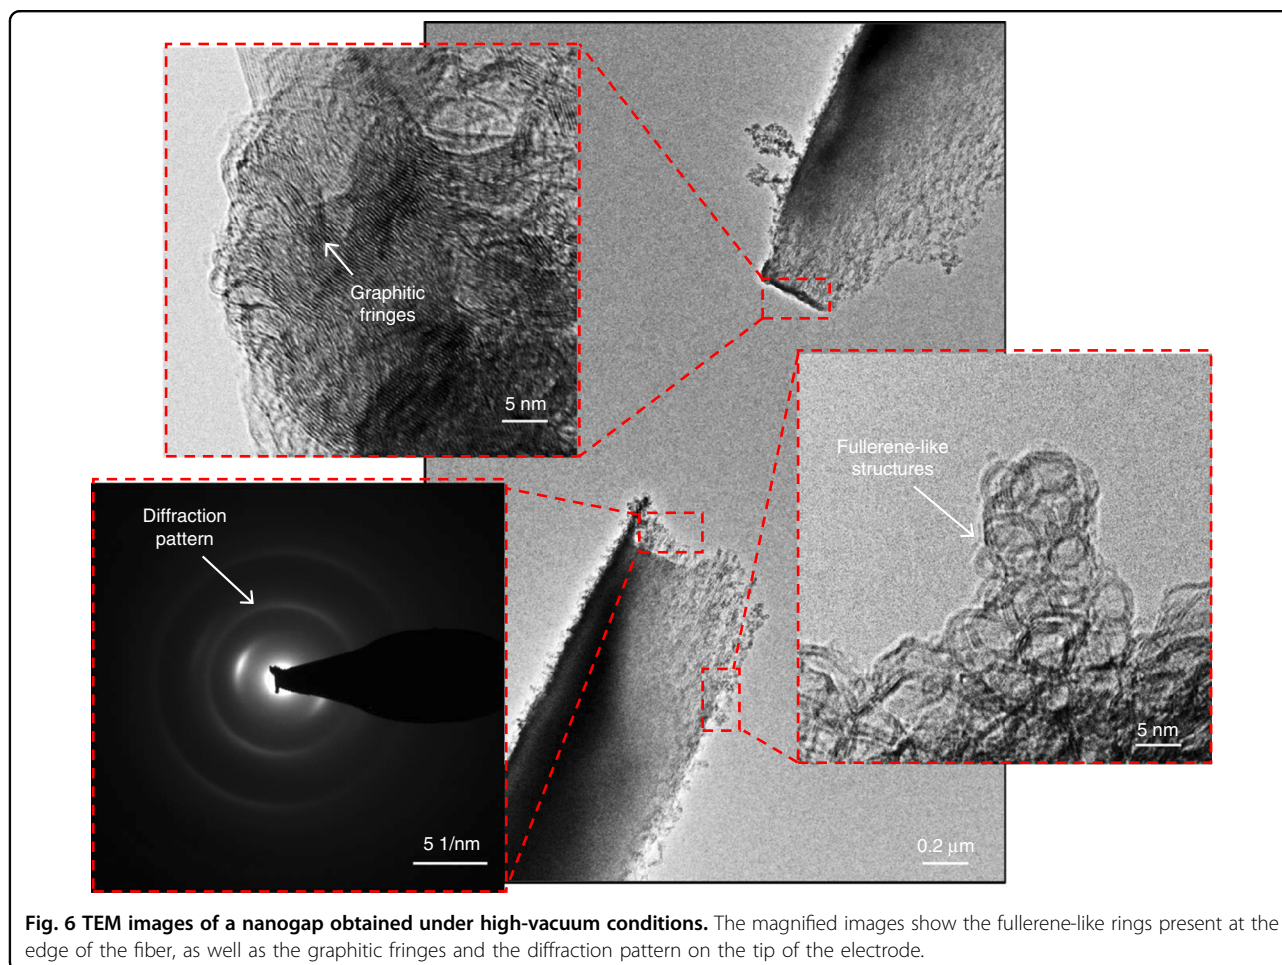 Graphitic
fringes
5 nm
Fullerene-like
structures
5 nm
Diffraction
pattern
5 1/nm
0.2 μm
Fig. 6 TEM images of a nanogap obtained under high-vacuum conditions. The magnified images show the fullerene-like rings present at the
edge of the fiber, as well as the graphitic fringes and the diffraction pattern on the tip of the electrode.